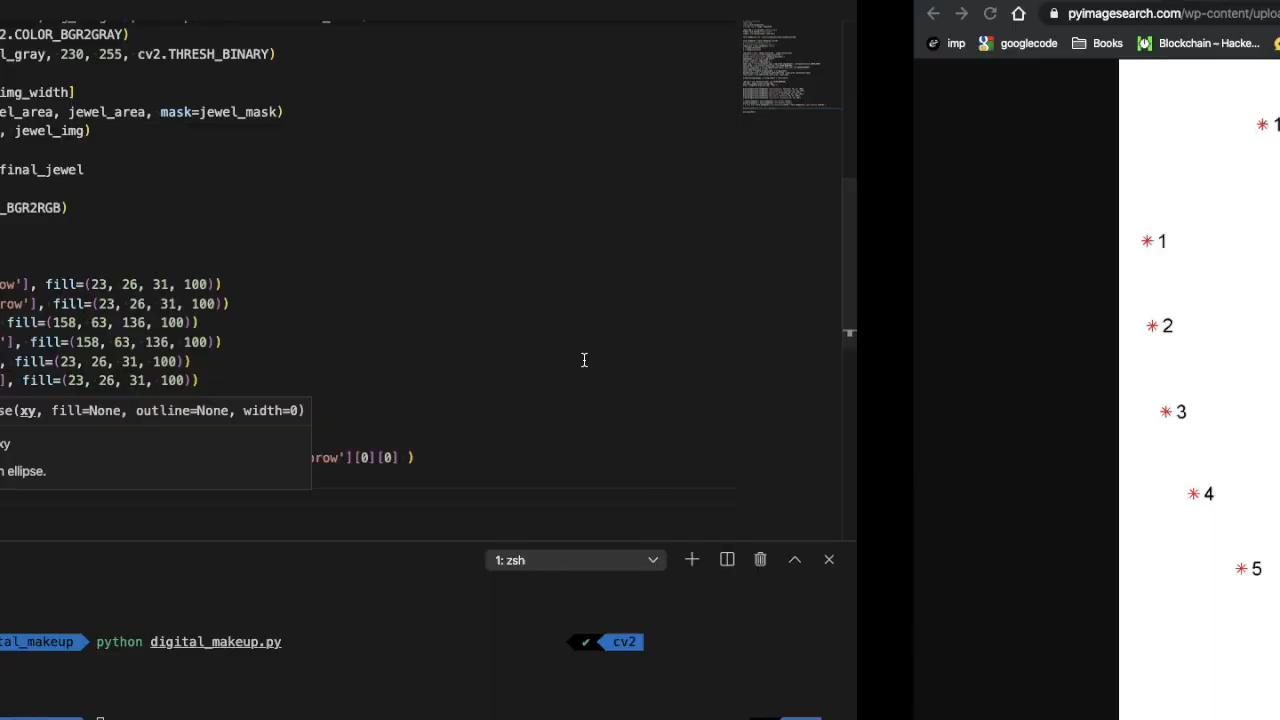 2.COLOR_BGR2GRAY)
l_gray, 230, 255, cv2.THRESH_BINARY)
img_width]
el_area, jewel_area, mask=jewel_mask)
, jewel_img)
final_jewel
_BGR2RGB)
ow'], fill=(23, 26, 31, 100))
row'], fill=(23, 26, 31, 100))
fill=(158, 63, 136, 100))
'], fill=(158, 63, 136, 100))
, fill=(23, 26, 31, 100))
], fill=(23, 26, 31, 100))
se(xy, fill=None, outline=None, width=0)
xy
n ellipse.
brow'][0][0] )
1: zsh
tal_makeup python digital_makeup.py
✔ cv2
pyimagesearch.com/wp-content/uploa
imp googlecode Books Blockchain ~ Hacke...
1
1
2
3
4
5